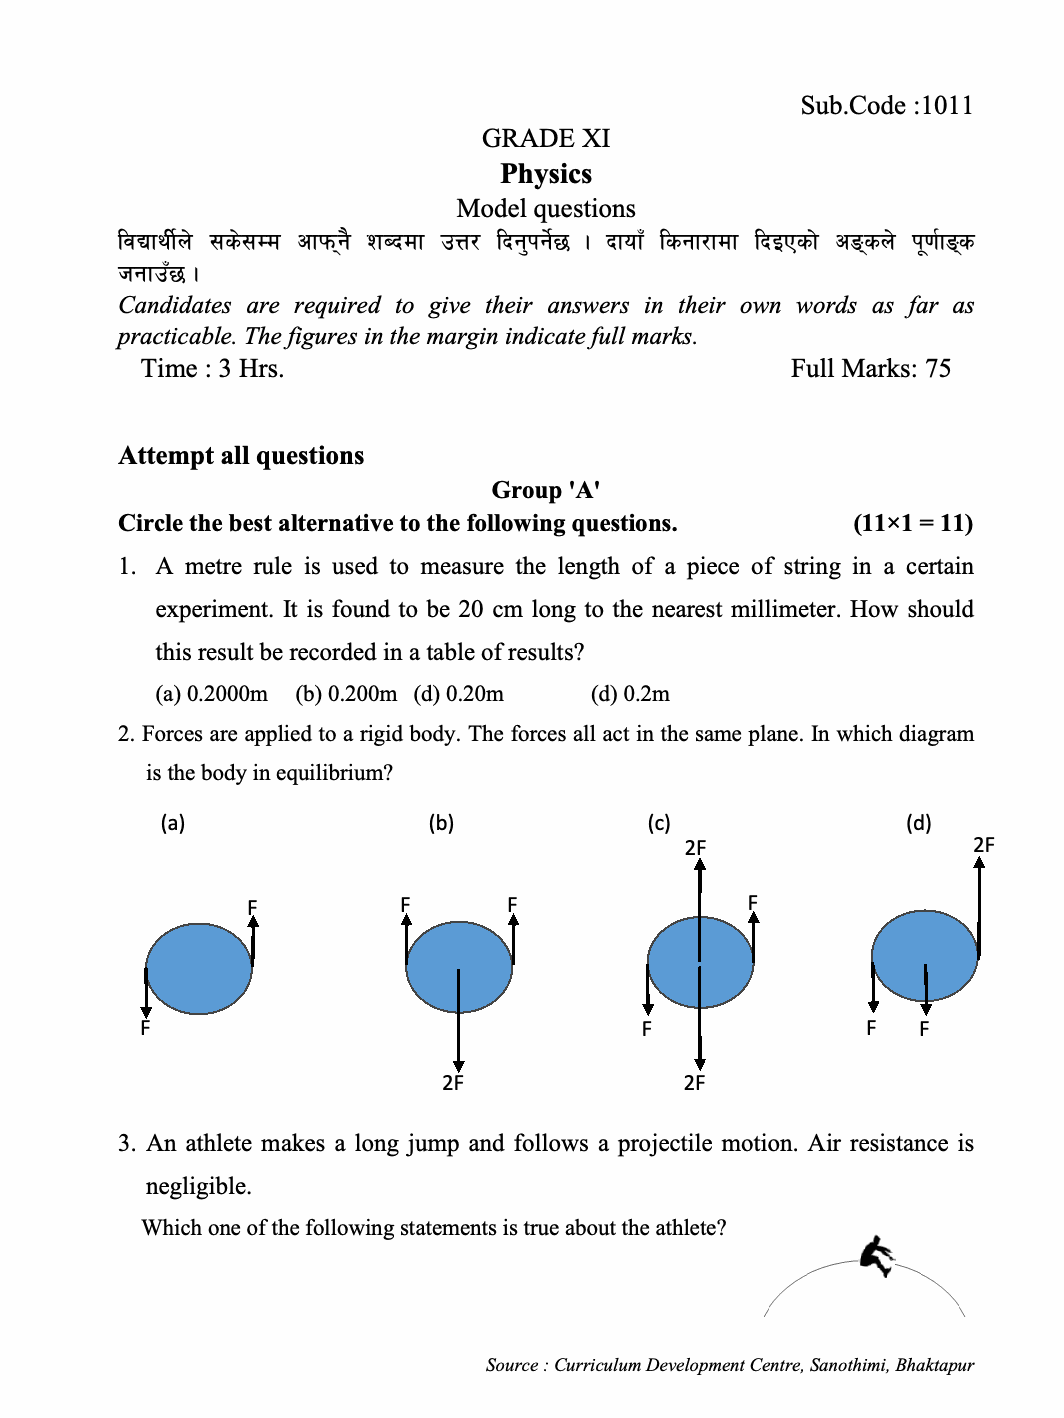 Sub.Code :1011
GRADE XI
Physics
Model questions
विद्यार्थीले सकेसम्म आफ्नै शब्दमा उत्तर दिनुपर्नेछ । दायाँ किनारामा दिइएको अङ्कले पूर्णाङ्क
जनाउँछ ।
Candidates are required to give their answers in their own words as far as
practicable. The figures in the margin indicate full marks.
Time : 3 Hrs. Full Marks: 75
Attempt all questions
Group 'A'
Circle the best alternative to the following questions. (11×1 = 11)
1. A metre rule is used to measure the length of a piece of string in a certain
experiment. It is found to be 20 cm long to the nearest millimeter. How should
this result be recorded in a table of results?
(a) 0.2000m (b) 0.200m (d) 0.20m (d) 0.2m
2. Forces are applied to a rigid body. The forces all act in the same plane. In which diagram
is the body in equilibrium?
(a) (b) (c) (d)
2F 2F
F F F F
F F F F
2F 2F
3. An athlete makes a long jump and follows a projectile motion. Air resistance is
negligible.
Which one of the following statements is true about the athlete?
Source : Curriculum Development Centre, Sanothimi, Bhaktapur